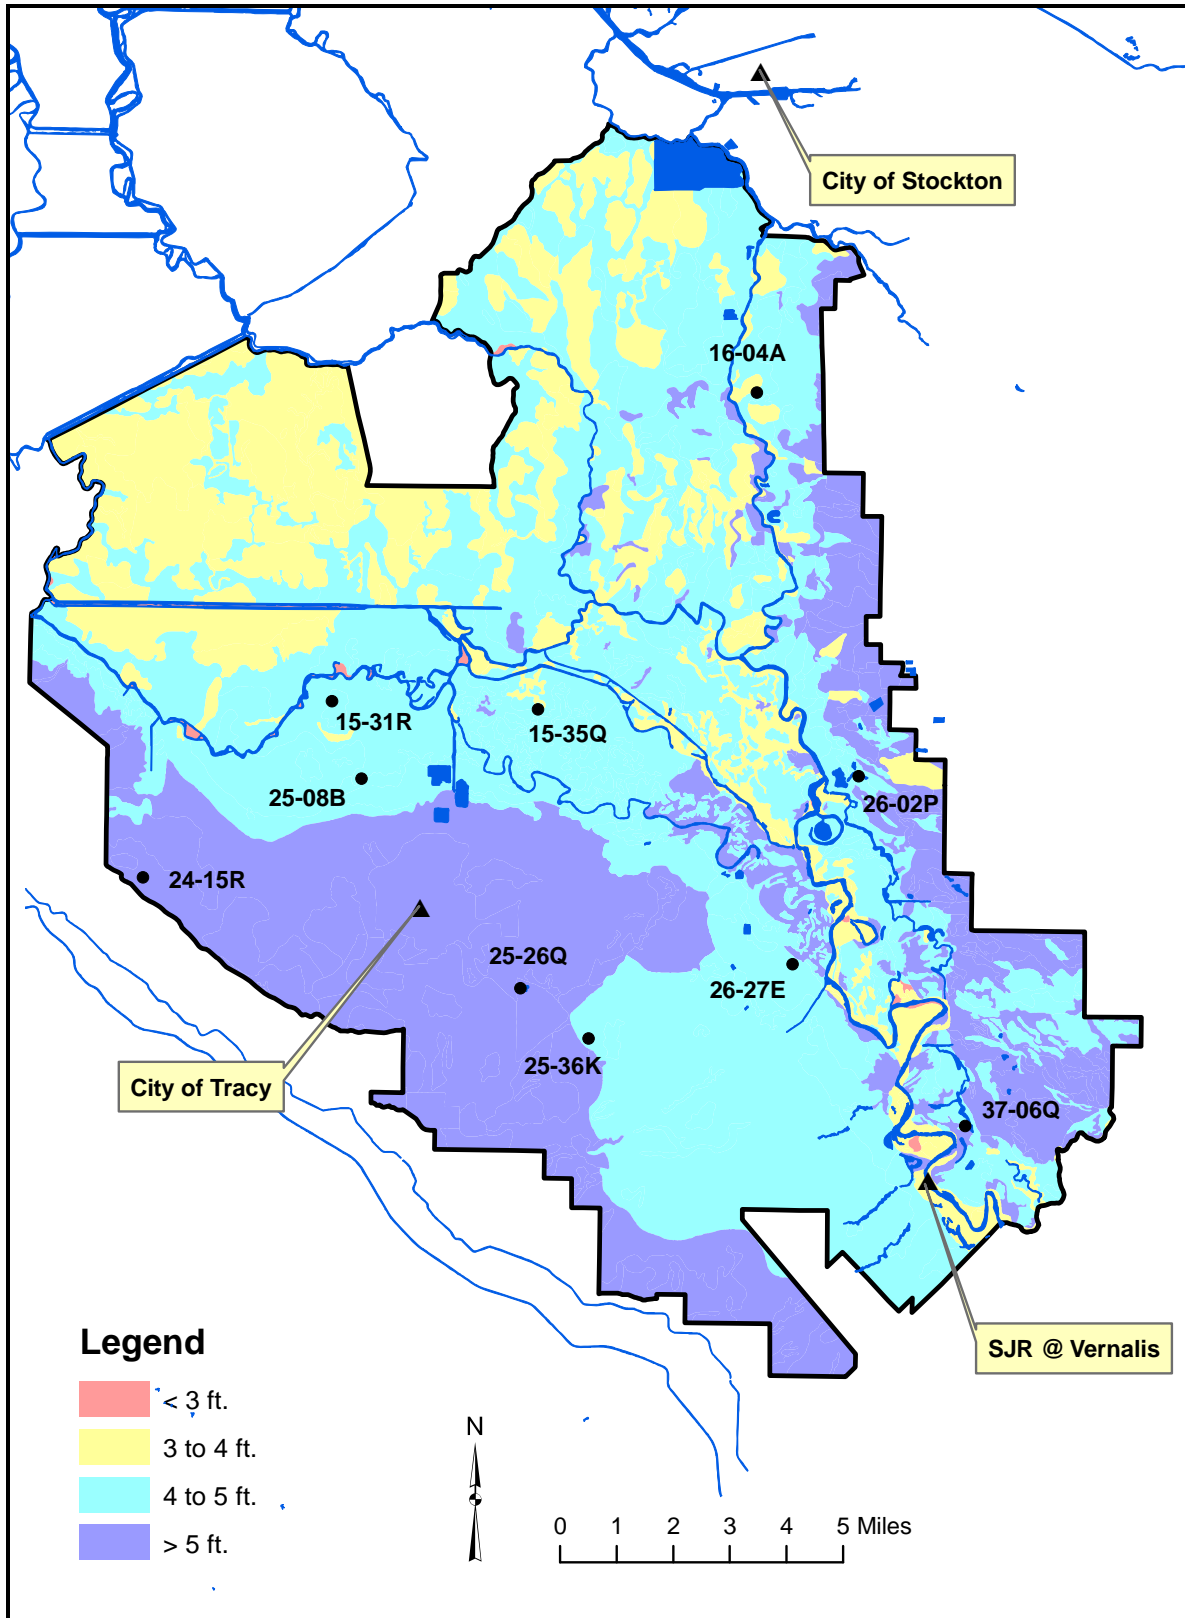 City of Stockton
16-04A
15-31R
15-35Q
25-08B
26-02P
24-15R
25-26Q
26-27E
25-36K
City of Tracy
37-06Q
SJR @ Vernalis
Legend
< 3 ft.
3 to 4 ft.
4 to 5 ft.
> 5 ft.
N
0 1 2 3 4 5 Miles